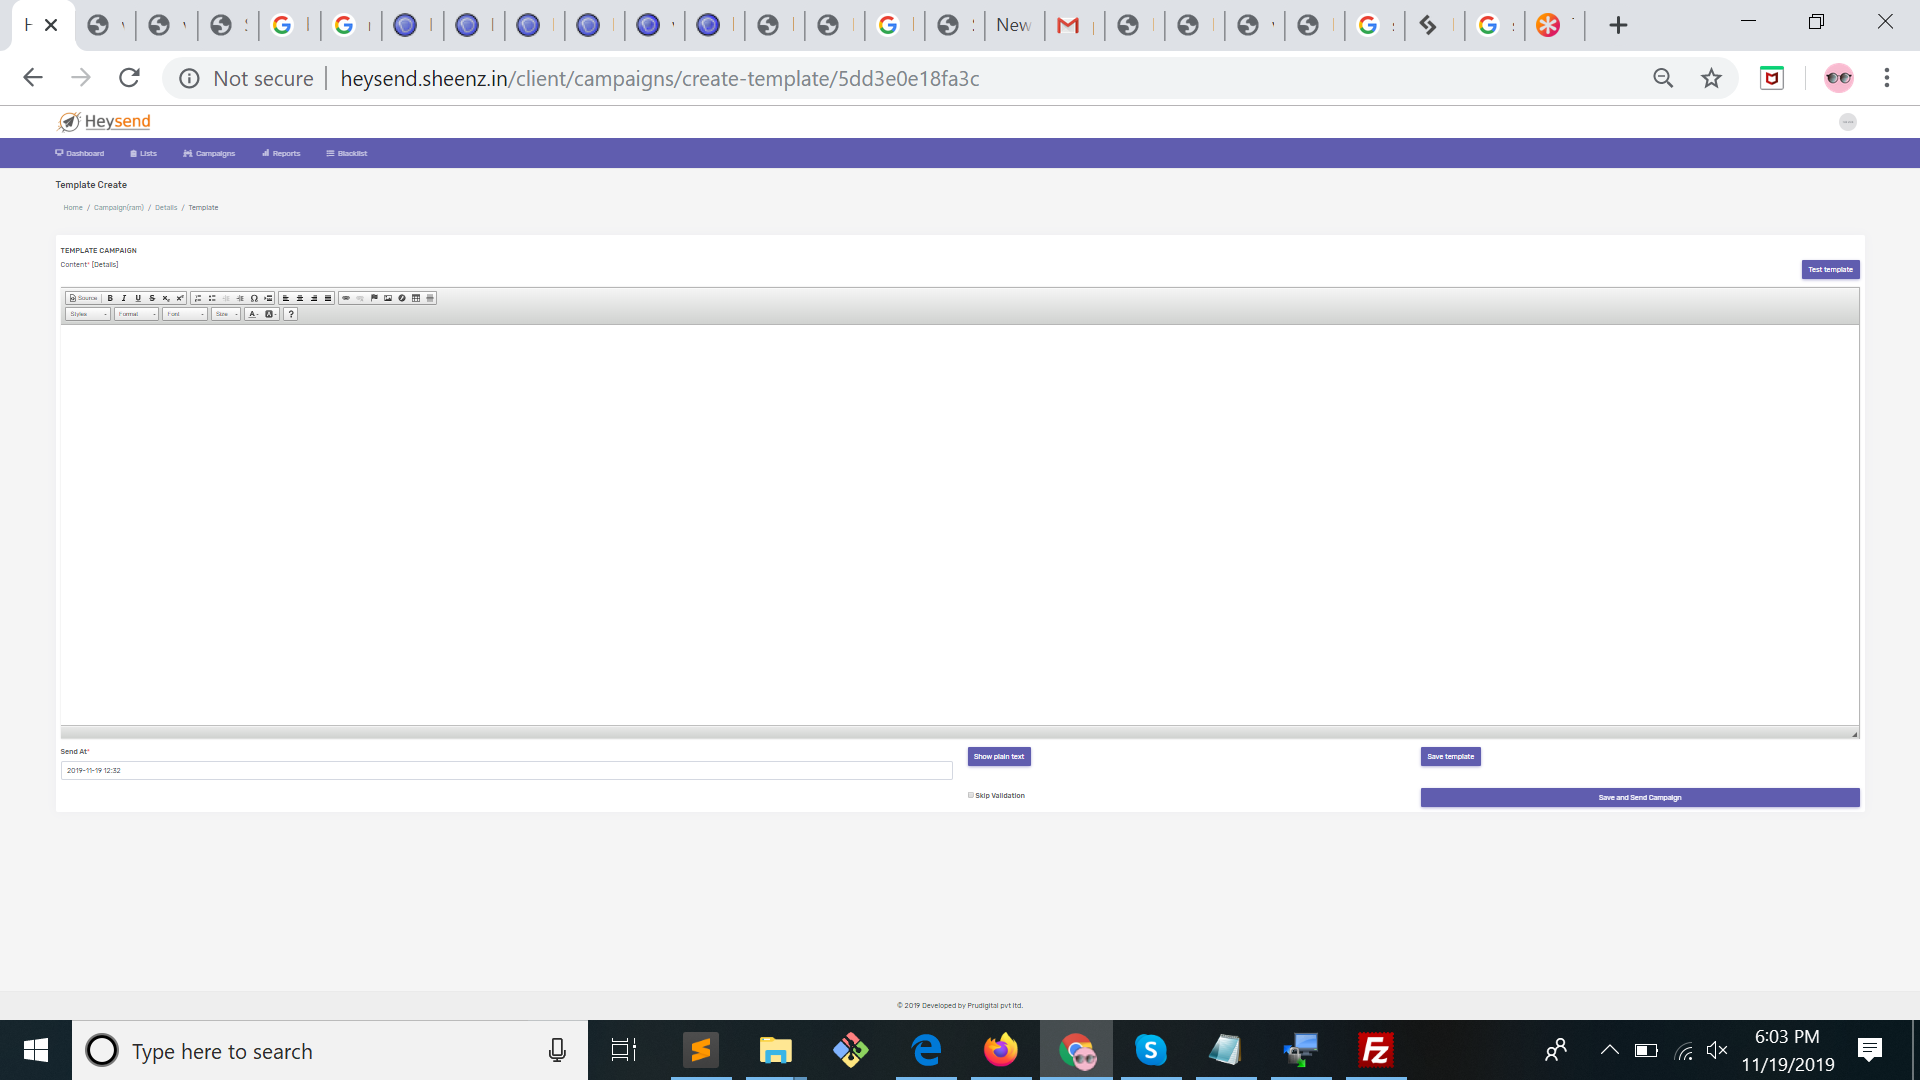 New
Not secure
heysend.sheenz.in/client/campaigns/create-template/5dd3e0e18fa3c
Heysend
Dashboard
Lists
Campaigns
Reports
Blacklist
Template Create
Home / Campaign(ram) / Details / Template
TEMPLATE CAMPAIGN
Content* [Details]
Test template
Source
Styles
Format
Font
Size
Send At*
Show plain text
Save template
2019-11-19 12:32
Skip Validation
Save and Send Campaign
© 2019 Developed by Prudigital pvt ltd.
Type here to search
6:03 PM
11/19/2019